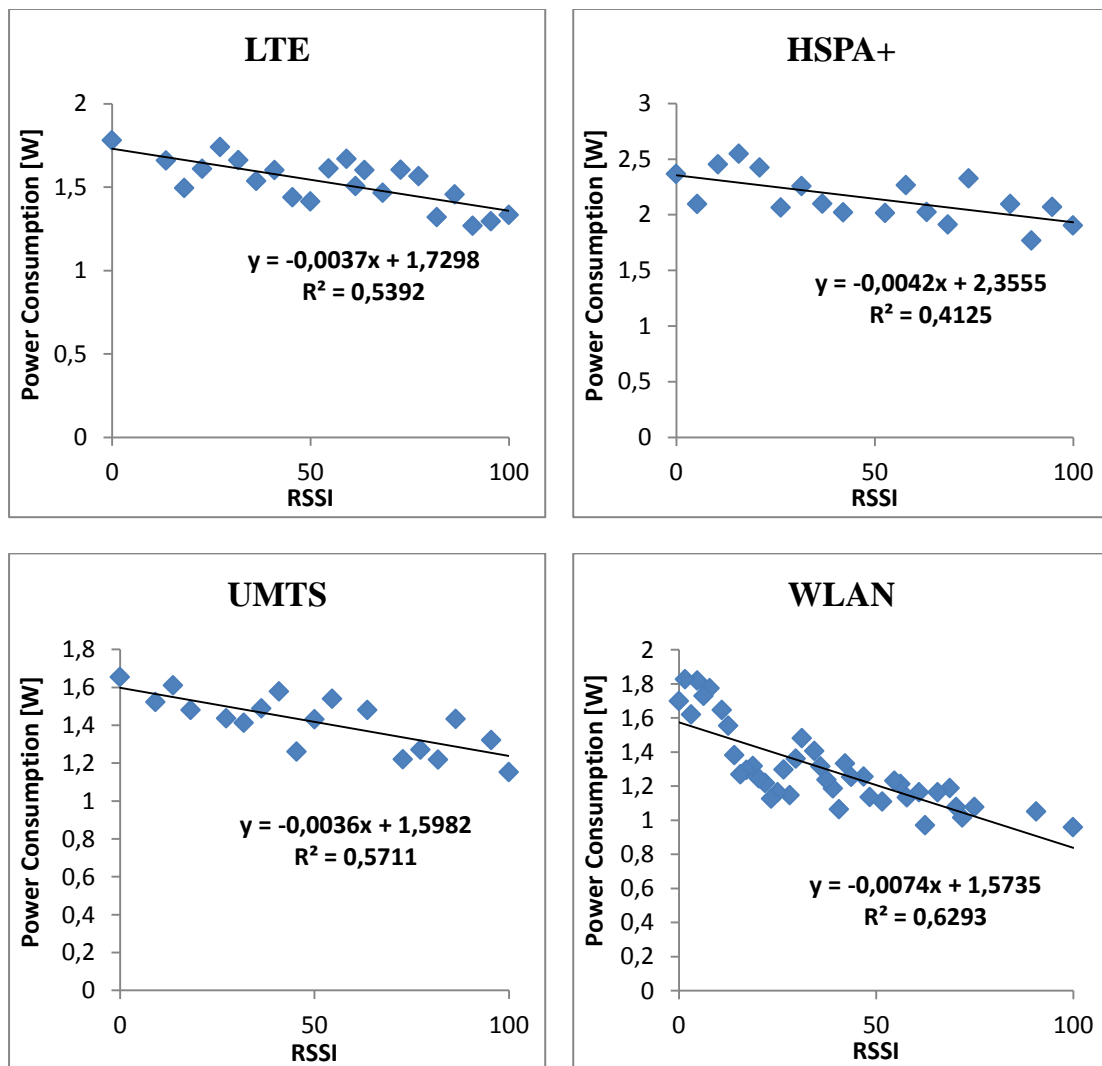 LTE
Power Consumption [W]
2
1,5
1
0,5
0
y = -0,0037x + 1,7298
R² = 0,5392
0
50
100
RSSI
HSPA+
Power Consumption [W]
3
2,5
2
1,5
1
0,5
0
y = -0,0042x + 2,3555
R² = 0,4125
0
50
100
RSSI
UMTS
Power Consumption [W]
1,8
1,6
1,4
1,2
1
0,8
0,6
0,4
0,2
0
y = -0,0036x + 1,5982
R² = 0,5711
0
50
100
RSSI
WLAN
Power Consumption [W]
2
1,8
1,6
1,4
1,2
1
0,8
0,6
0,4
0,2
0
y = -0,0074x + 1,5735
R² = 0,6293
0
50
100
RSSI